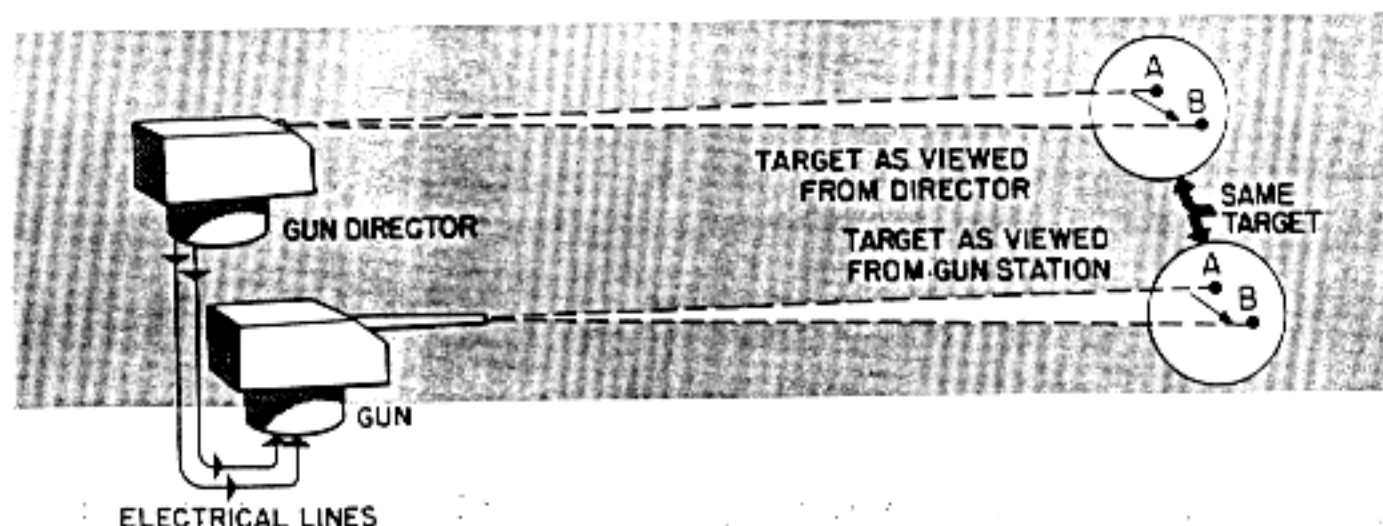 A
B
TARGET AS VIEWED
FROM DIRECTOR
SAME
TARGET
GUN DIRECTOR
TARGET AS VIEWED
FROM GUN STATION
A
B
GUN
ELECTRICAL LINES